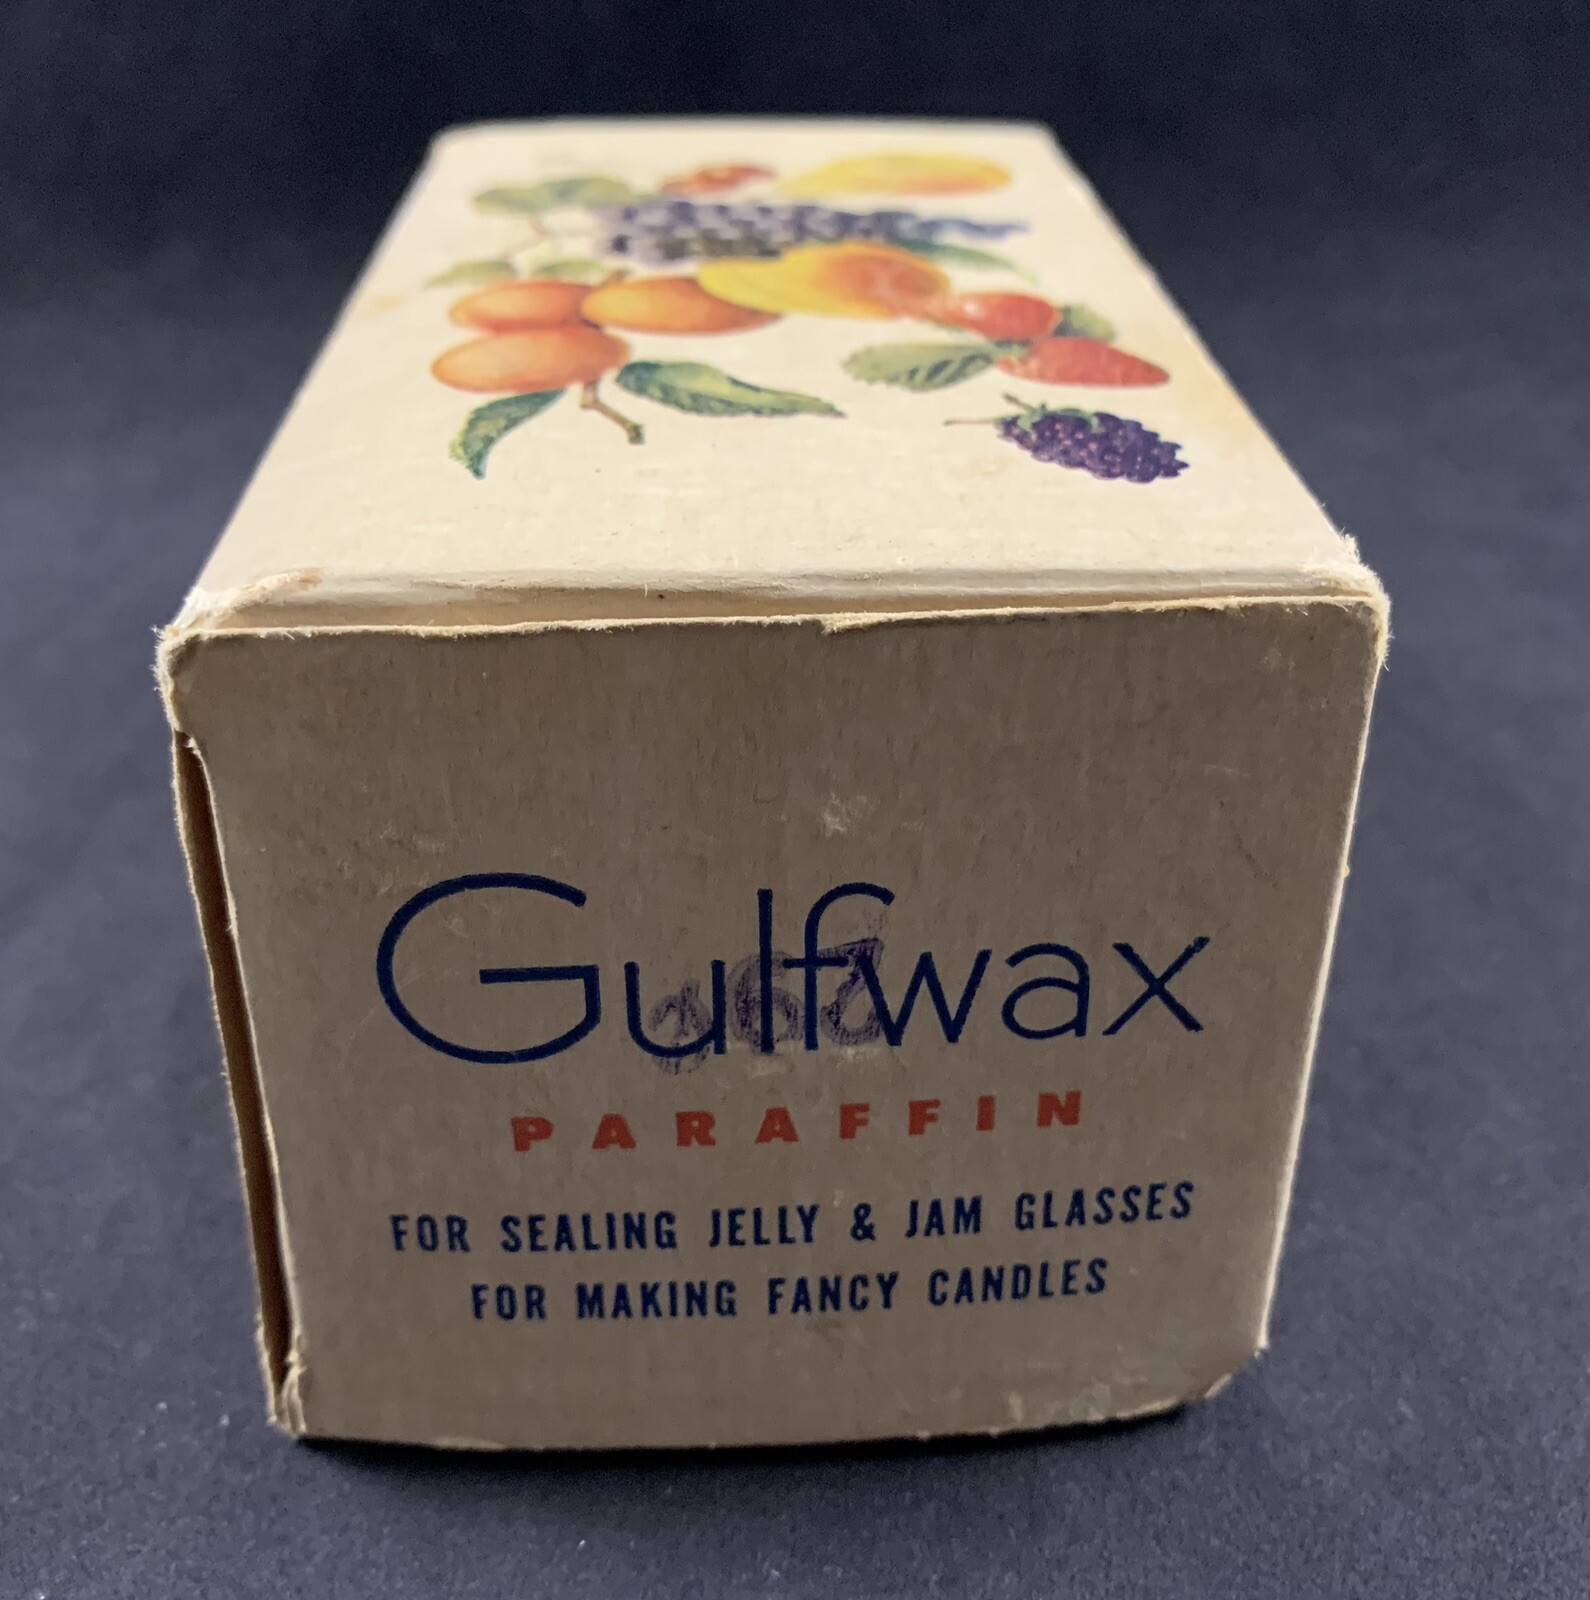 Gulfwax
PARAFFIN
FOR SEALING JELLY & JAM GLASSES
FOR MAKING FANCY CANDLES